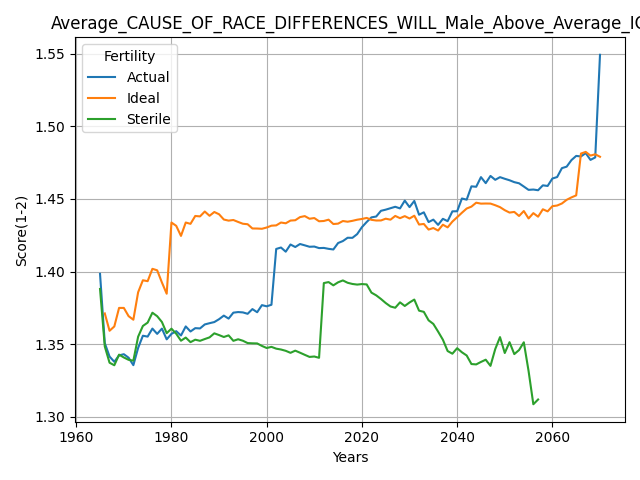 Average_CAUSE_OF_RACE_DIFFERENCES_WILL_Male_Above_Average_IQ
Fertility
Actual
Ideal
Sterile
1.55
1.50
1.45
1.40
1.35
1.30
Score(1-2)
1960
1980
2000
2020
2040
2060
Years